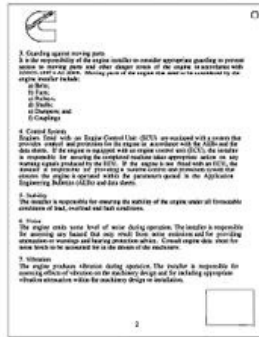 3. Guarding against moving parts
It is the responsibility of the engine installer to consider appropriate guarding to prevent
access to moving parts and other danger areas of the engine in accordance with
Moving parts of the engine that need to be considered by the
engine installer include:
a) Belts;
b) Fans;
c) Pulleys;
d) Shafts;
e) Dampers; and
f) Couplings
4. Control System
Engines fitted with an Engine Control Unit (ECU) are equipped with a system that
provides control and protection for the engine in accordance with the AEBs and the
data sheets. If the engine is equipped with an engine control unit (ECU), the installer
is responsible for ensuring the completed machine takes appropriate action on any
warning signals produced by the ECU. If the engine is not fitted with an ECU, the
installer is responsible for providing a suitable control and protection system that
ensures the engine is operated within the parameters quoted in the Application
Engineering Bulletins (AEBs) and data sheets.
5. Stability
The installer is responsible for ensuring the stability of the engine under all foreseeable
conditions of load, overload and fault conditions.
6. Noise
The engine emits some level of noise during operation. The installer is responsible
for assessing any hazard that may result from noise emissions and for providing
attenuation or warnings and hearing protection advice. Consult engine data sheet for
noise levels to be accounted for in the design of the machinery.
7. Vibration
The engine produces vibration during operation. The installer is responsible for
assessing effects of vibration on the machinery design and for including appropriate
vibration attenuation within the machinery design or installation.
2